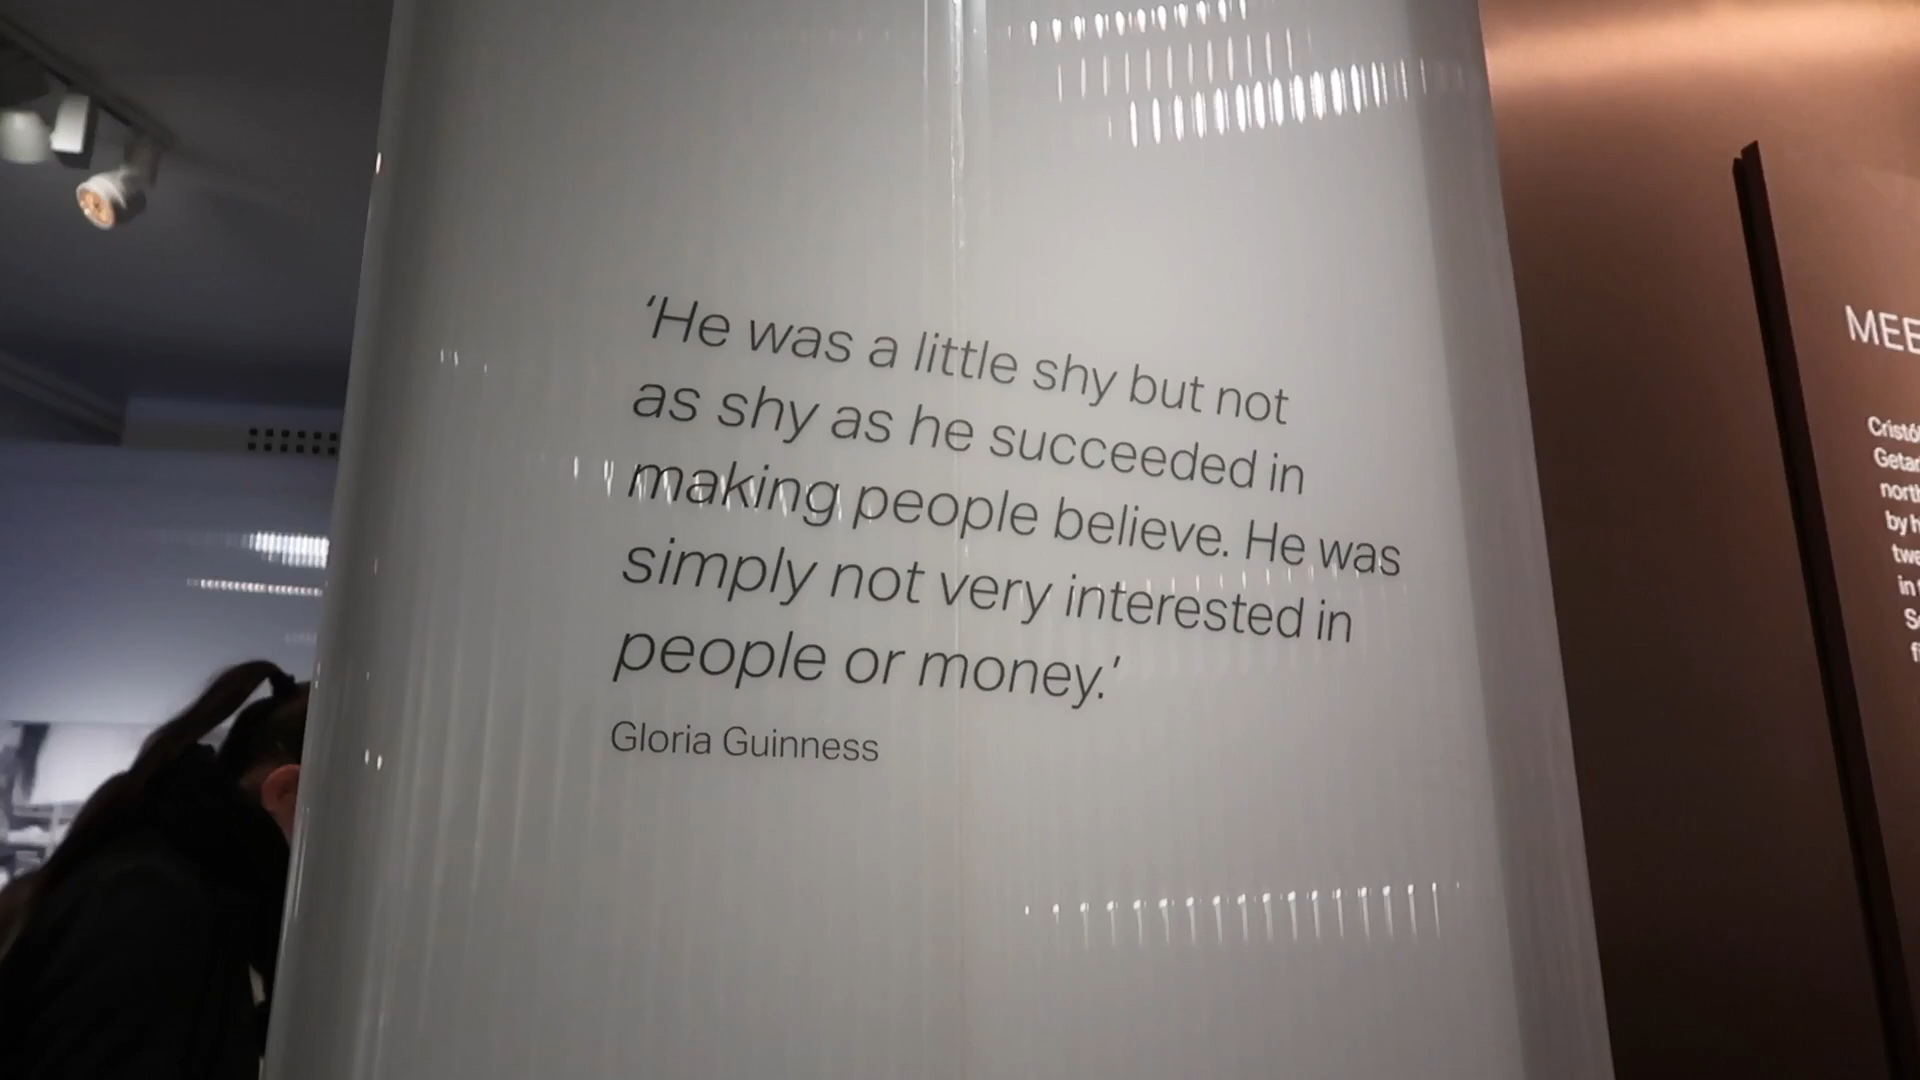 ‘He was a little shy but not
as shy as he succeeded in
making people believe. He was
simply not very interested in
people or money.’
Gloria Guinness